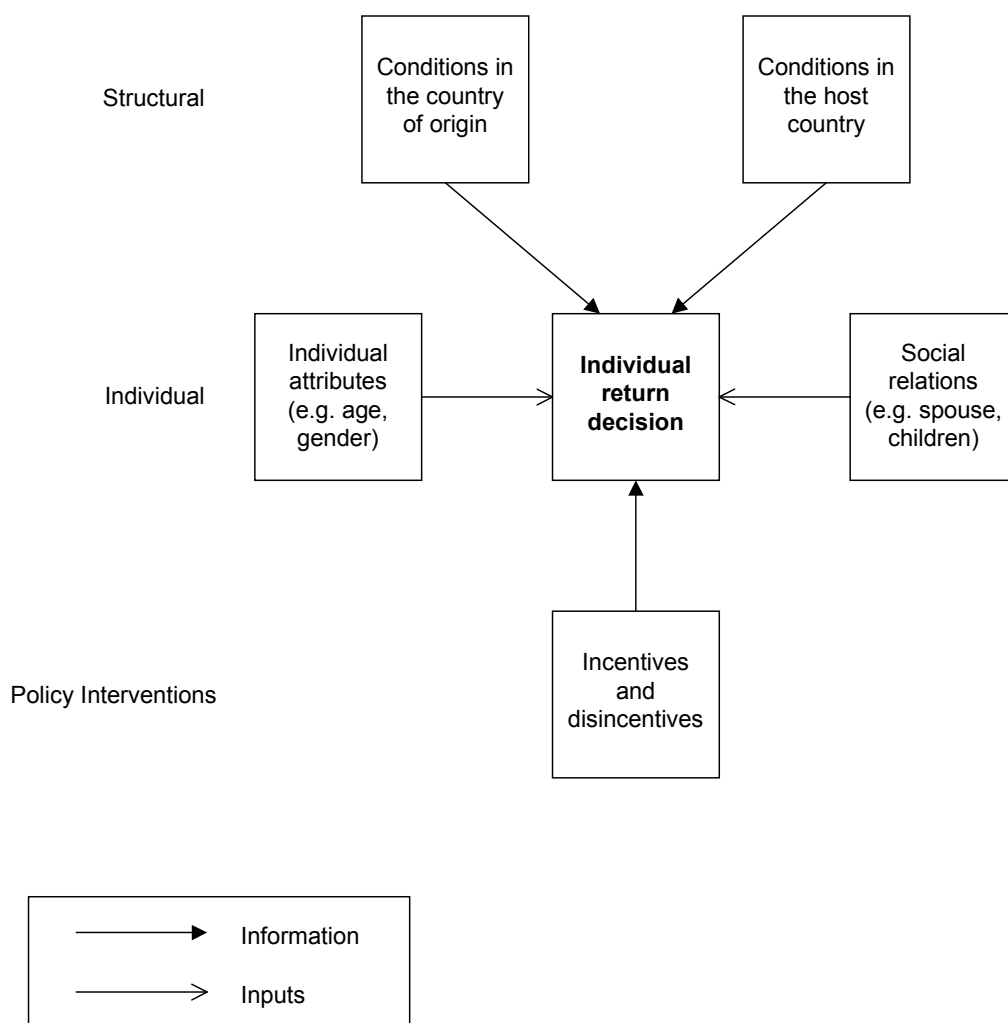 Structural
Conditions in
the country
of origin
Conditions in
the host
country
Individual
Individual
attributes
(e.g. age,
gender)
Individual
return
decision
Social
relations
(e.g. spouse,
children)
Policy Interventions
Incentives
and
disincentives
Information
Inputs